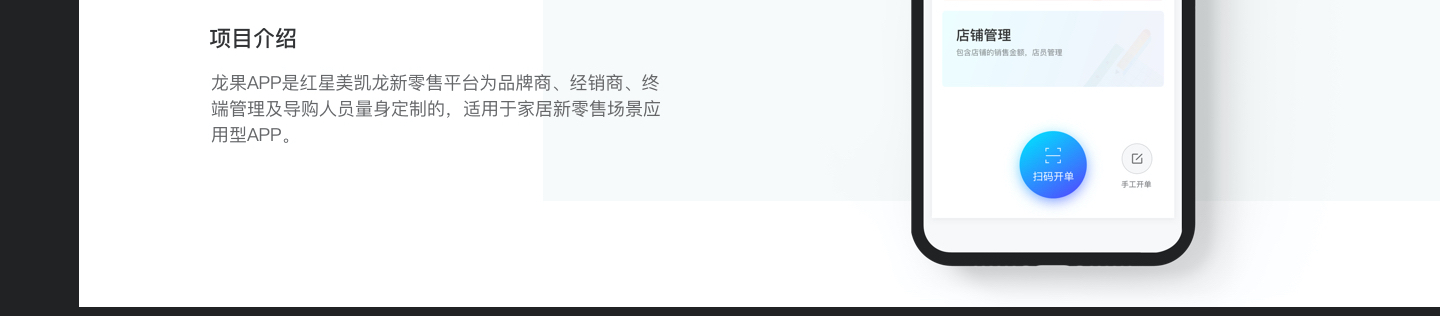 项目介绍
龙果APP是红星美凯龙新零售平台为品牌商、经销商、终
端管理及导购人员量身定制的，适用于家居新零售场景应
用型APP。
店铺管理
包含店铺的销售金额、店员管理
扫码开单
手工开单